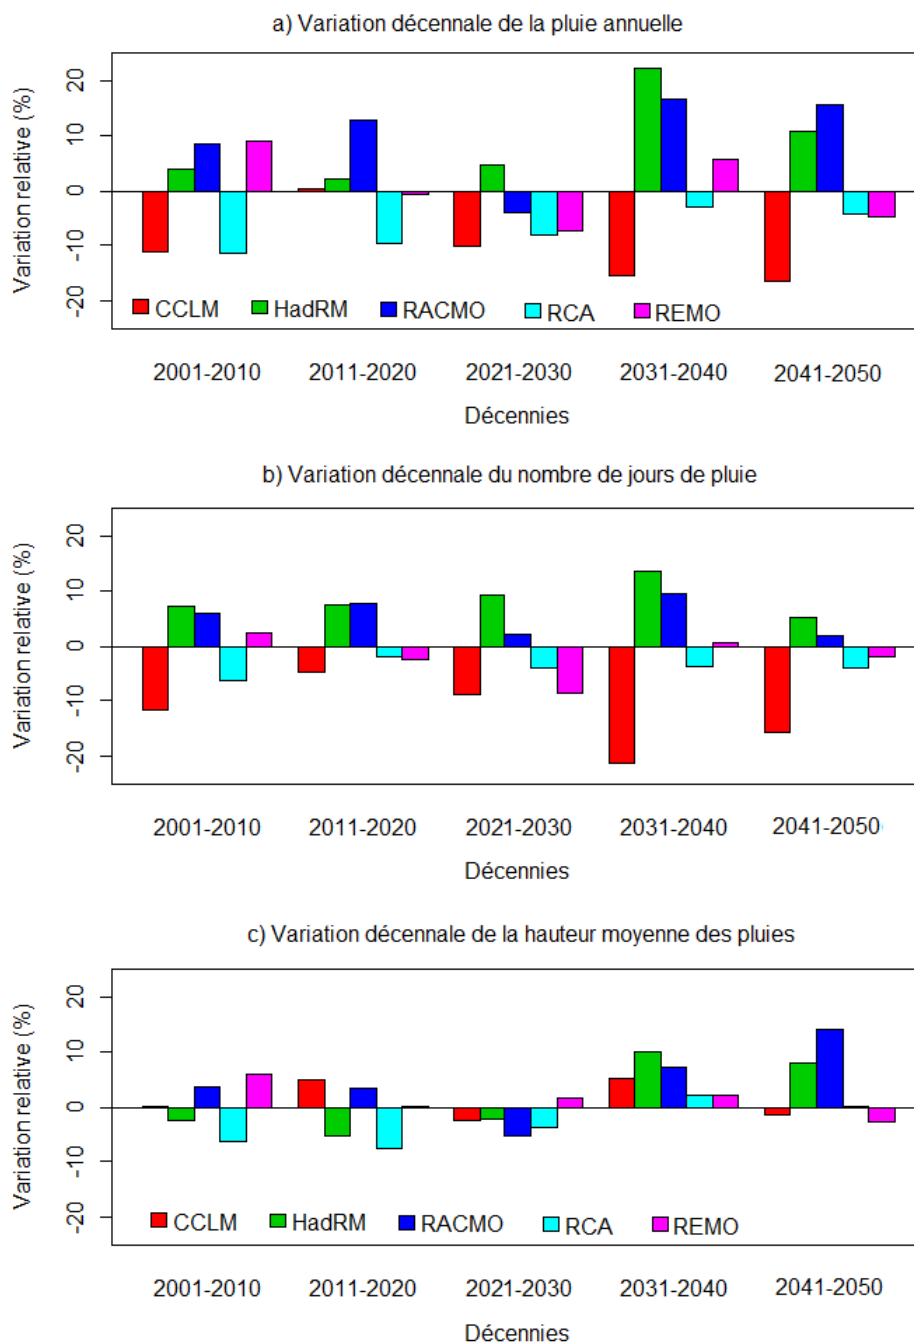 a) Variation décennale de la pluie annuelle
Variation relative (%)
20
10
0
-10
-20
CCLM HadRM RACMO RCA REMO
2001-2010 2011-2020 2021-2030 2031-2040 2041-2050
Décennies
b) Variation décennale du nombre de jours de pluie
Variation relative (%)
20
10
0
-10
-20
2001-2010 2011-2020 2021-2030 2031-2040 2041-2050
Décennies
c) Variation décennale de la hauteur moyenne des pluies
Variation relative (%)
20
10
0
-10
-20
CCLM HadRM RACMO RCA REMO
2001-2010 2011-2020 2021-2030 2031-2040 2041-2050
Décennies